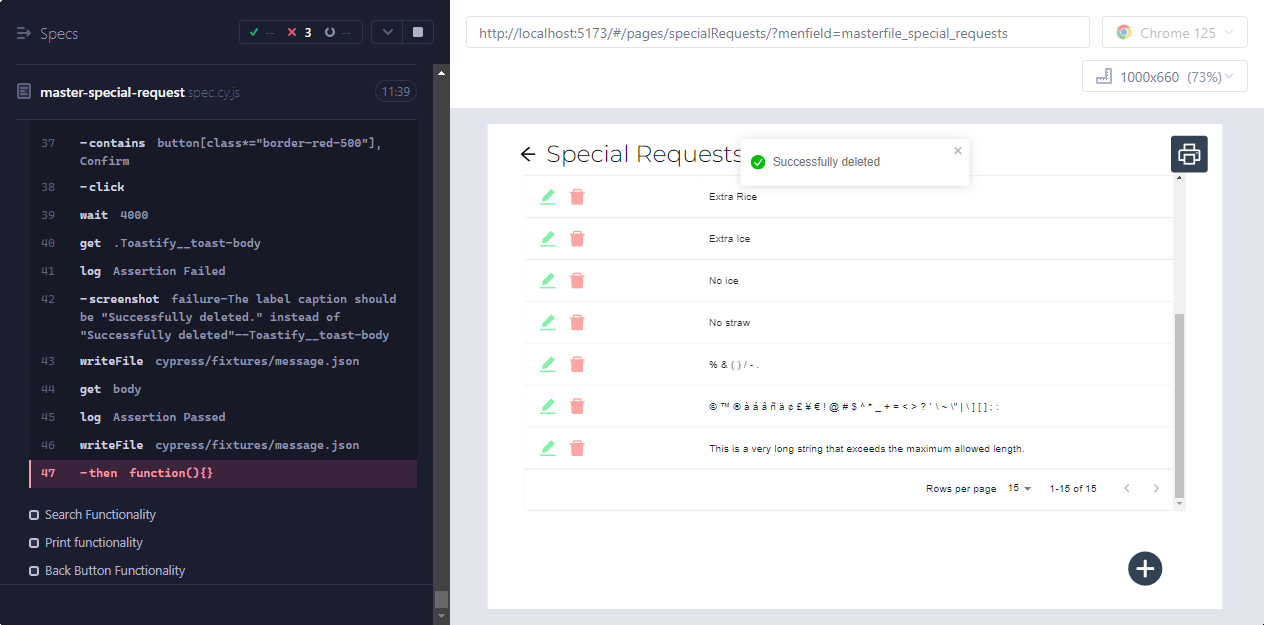 Specs
-- 3 --
master-special-request spec.cy.js
11:39
37 -contains button[class*="border-red-500"],
Confirm
38 -click
39 wait 4000
40 get .Toastify__toast-body
41 log Assertion Failed
42 -screenshot failure-The label caption should
be "Successfully deleted." instead of
"Successfully deleted"--Toastify__toast-body
43 writeFile cypress/fixtures/message.json
44 get body
45 log Assertion Passed
46 writeFile cypress/fixtures/message.json
47 -then function(){}
Search Functionality
Print functionality
Back Button Functionality
http://localhost:5173/#/pages/specialRequests/?menfield=masterfile_special_requests
Chrome 125
1000x660 (73%)
Special Requests
Successfully deleted
Extra Rice
Extra Ice
No ice
No straw
% & ( ) / - .
© ™ ® à á â ñ ä ¢ £ ¥ € ! @ # $ ^ * _ + = < > ? ' \ ~ \" | \ ] [ ] ; :
This is a very long string that exceeds the maximum allowed length.
Rows per page 15 1-15 of 15